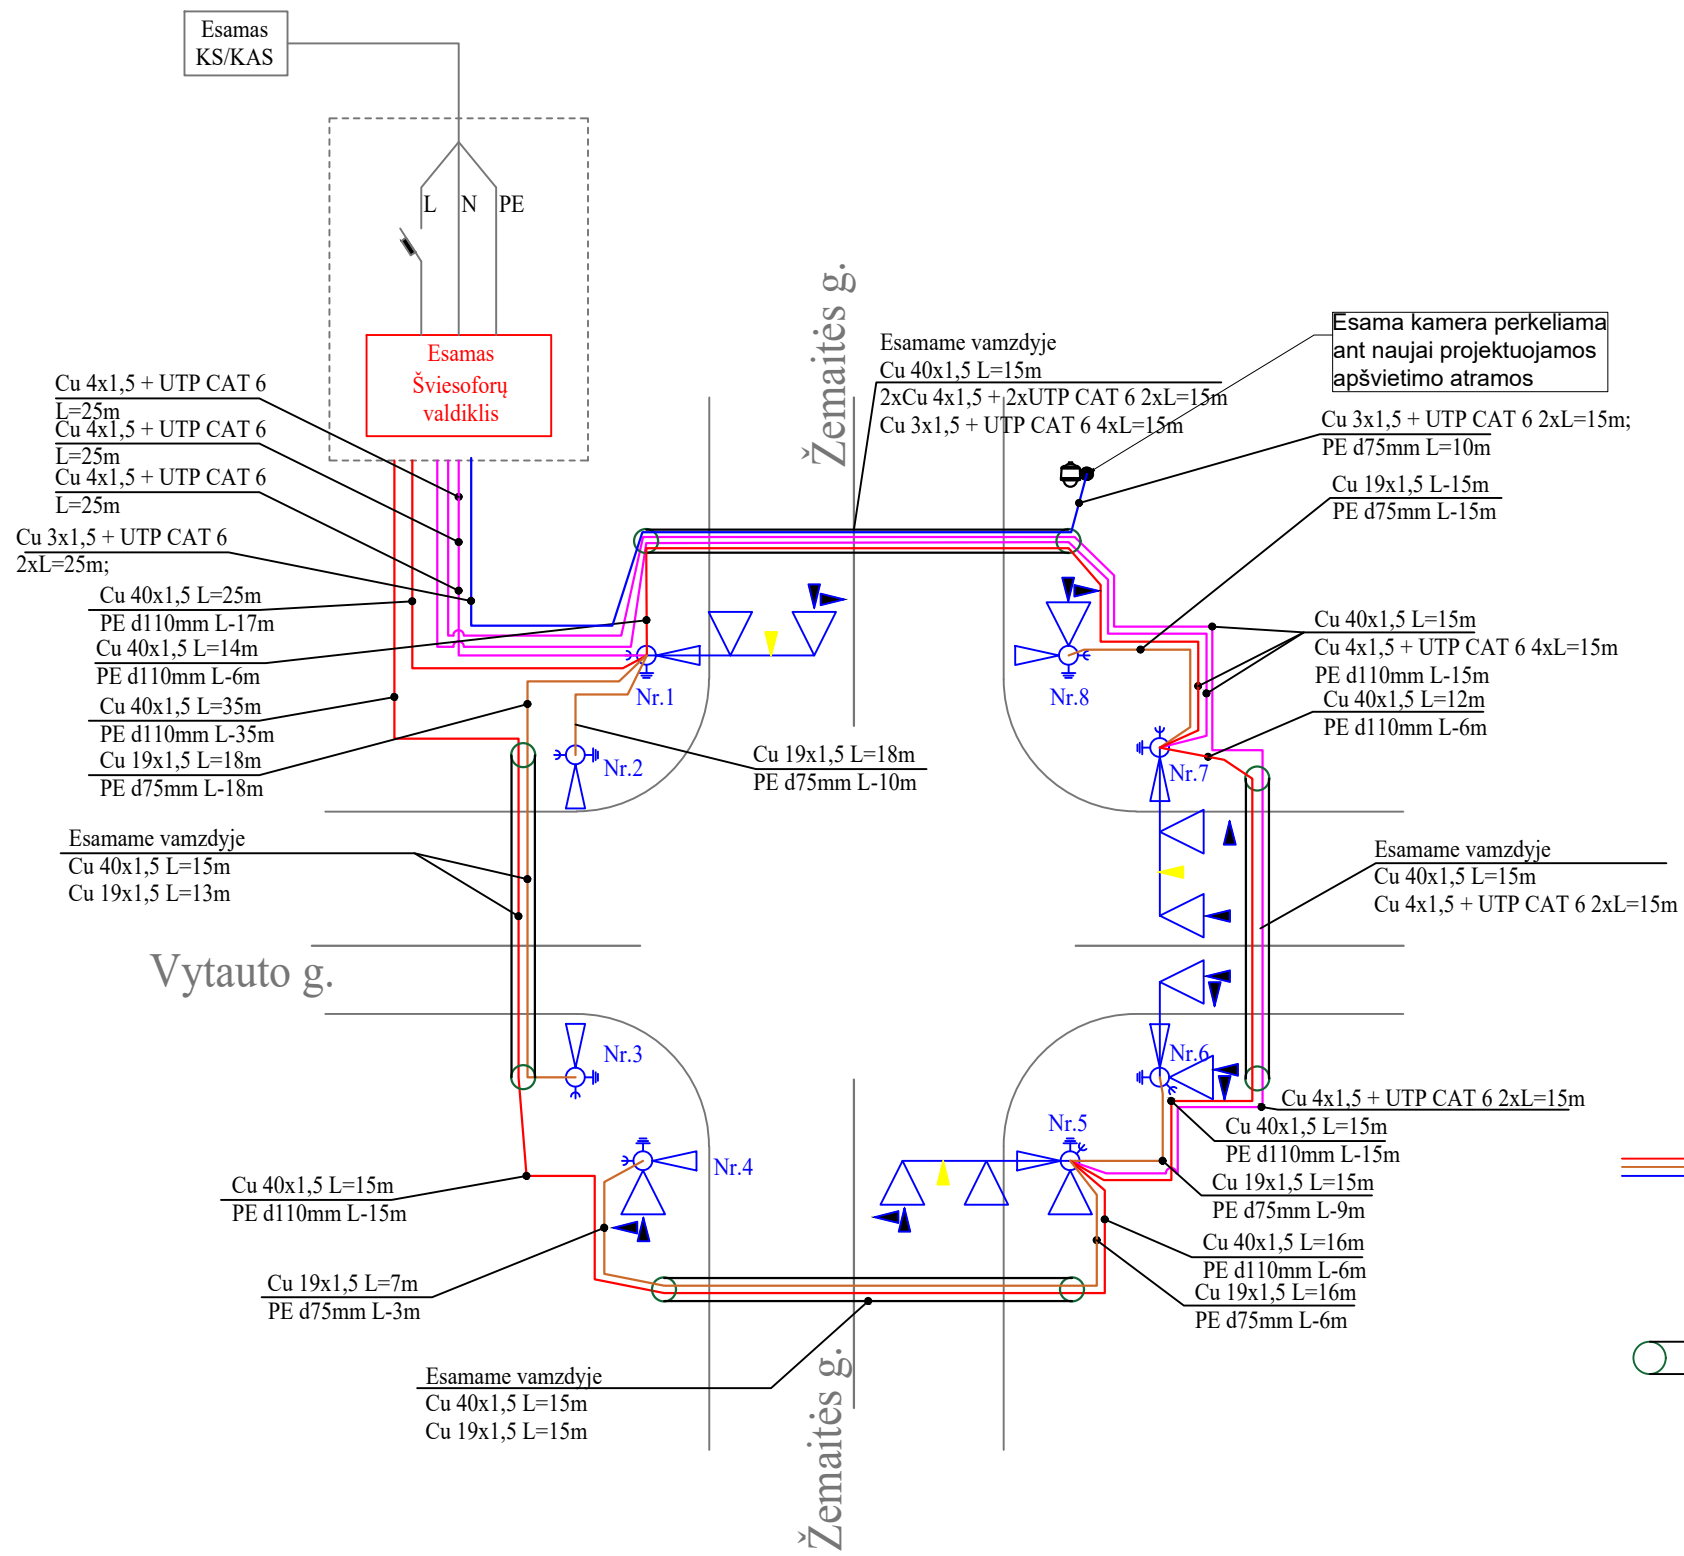 Esamas
KS/KAS
L
N
PE
Esamas
Šviesoforų
valdiklis
Cu 4x1,5 + UTP CAT 6
L=25m
Cu 4x1,5 + UTP CAT 6
L=25m
Cu 4x1,5 + UTP CAT 6
L=25m
Cu 3x1,5 + UTP CAT 6
2xL=25m;
Cu 40x1,5 L=25m
PE d110mm L-17m
Cu 40x1,5 L=14m
PE d110mm L-6m
Cu 40x1,5 L=35m
PE d110mm L-35m
Cu 19x1,5 L=18m
PE d75mm L-18m
Žemaitės g.
Esamame vamzdyje
Cu 40x1,5 L=15m
2xCu 4x1,5 + 2xUTP CAT 6 2xL=15m
Cu 3x1,5 + UTP CAT 6 4xL=15m
Esama kamera perkeliama
ant naujai projektuojamos
apšvietimo atramos
Cu 3x1,5 + UTP CAT 6 2xL=15m;
PE d75mm L=10m
Cu 19x1,5 L-15m
PE d75mm L-15m
Cu 40x1,5 L=15m
Cu 4x1,5 + UTP CAT 6 4xL=15m
PE d110mm L-15m
Cu 40x1,5 L=12m
PE d110mm L-6m
Nr.1
Nr.8
Nr.2
Cu 19x1,5 L=18m
PE d75mm L-10m
Nr.7
Esamame vamzdyje
Cu 40x1,5 L=15m
Cu 19x1,5 L=13m
Esamame vamzdyje
Cu 40x1,5 L=15m
Cu 4x1,5 + UTP CAT 6 2xL=15m
Vytauto g.
Nr.3
Nr.6
Nr.5
Nr.4
Cu 4x1,5 + UTP CAT 6 2xL=15m
Cu 40x1,5 L=15m
PE d110mm L-15m
Cu 19x1,5 L=15m
PE d75mm L-9m
Cu 40x1,5 L=16m
PE d110mm L-6m
Cu 19x1,5 L=16m
PE d75mm L-6m
Cu 40x1,5 L=15m
PE d110mm L-15m
Cu 19x1,5 L=7m
PE d75mm L-3m
Esamame vamzdyje
Cu 40x1,5 L=15m
Cu 19x1,5 L=15m
Žemaitės g.